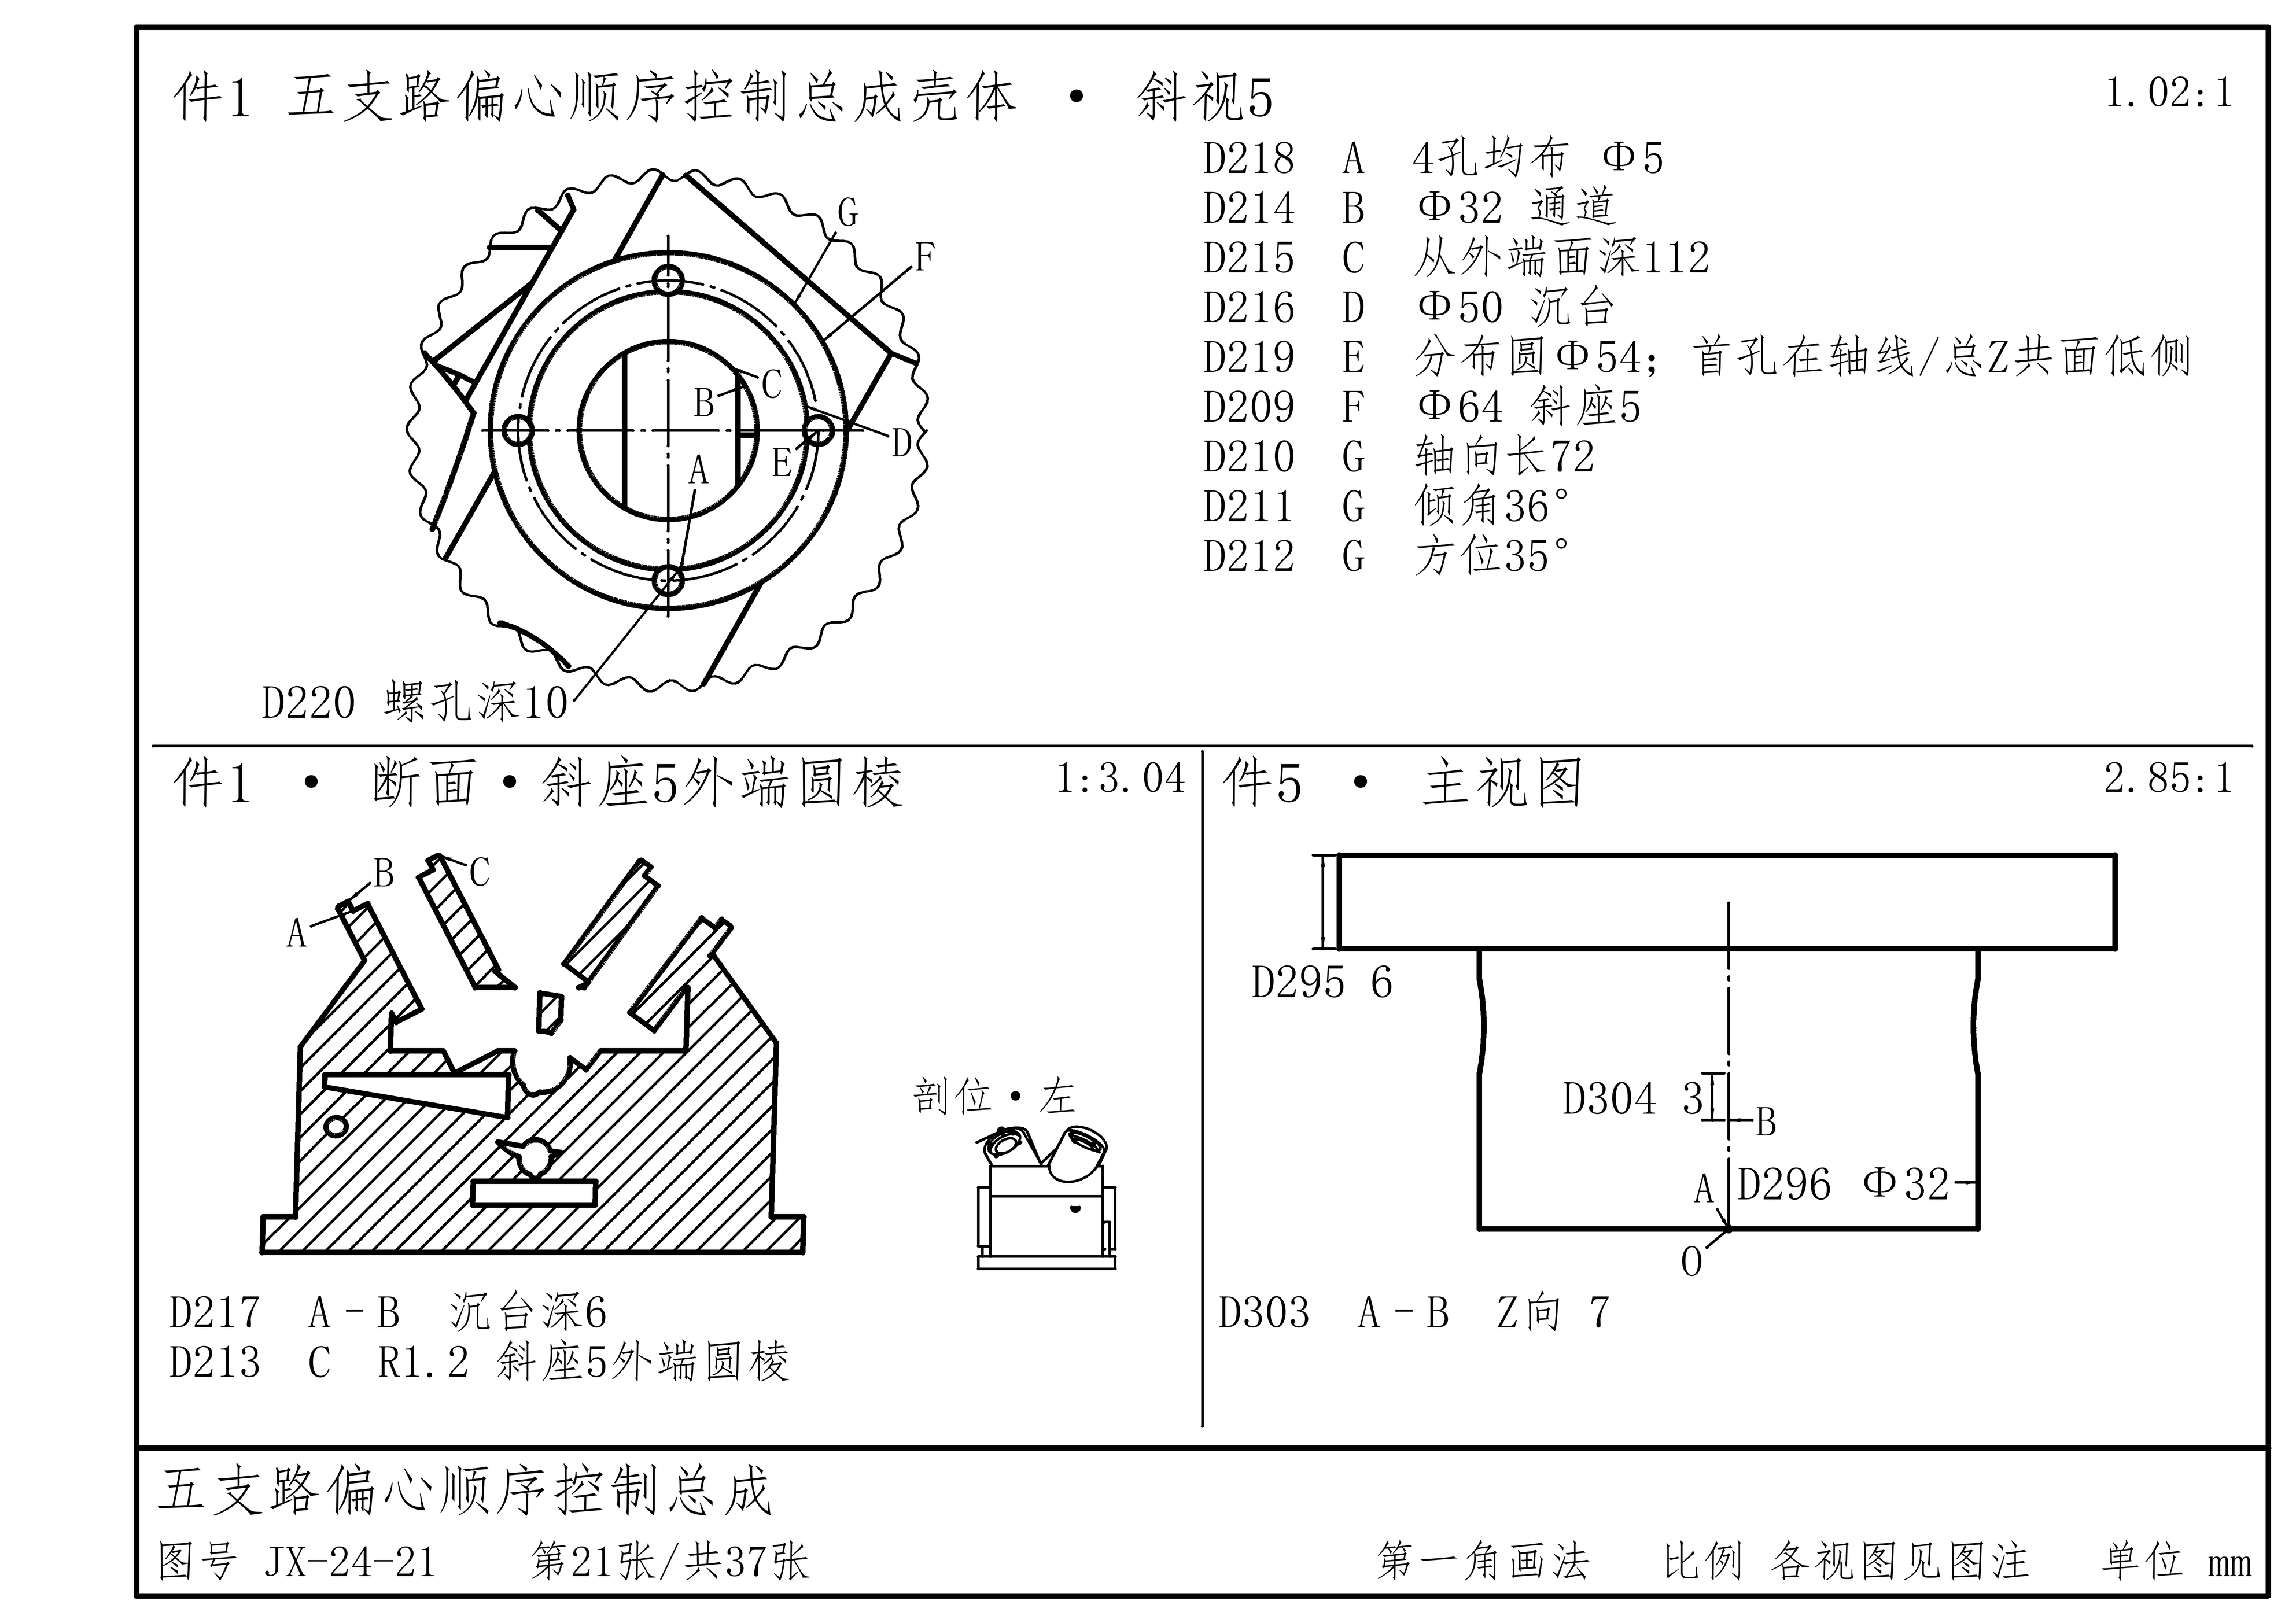 件1 五支路偏心顺序控制总成壳体 · 斜视5 1.02:1
D218 A 4孔均布 Φ5
D214 B Φ32 通道
D215 C 从外端面深112
D216 D Φ50 沉台
D219 E 分布圆Φ54; 首孔在轴线/总Z共面低侧
D209 F Φ64 斜座5
D210 G 轴向长72
D211 G 倾角36°
D212 G 方位35°
G
F
C
B
D
E
A
D220 螺孔深10
件1 · 断面·斜座5外端圆棱 1:3.04
B
C
A
剖位·左
D217 A-B 沉台深6
D213 C R1.2 斜座5外端圆棱
件5 · 主视图 2.85:1
D295 6
D304 3
B
A
D296 Φ32
O
D303 A-B Z向 7
五支路偏心顺序控制总成
图号 JX-24-21 第21张/共37张 第一角画法 比例 各视图见图注 单位 mm